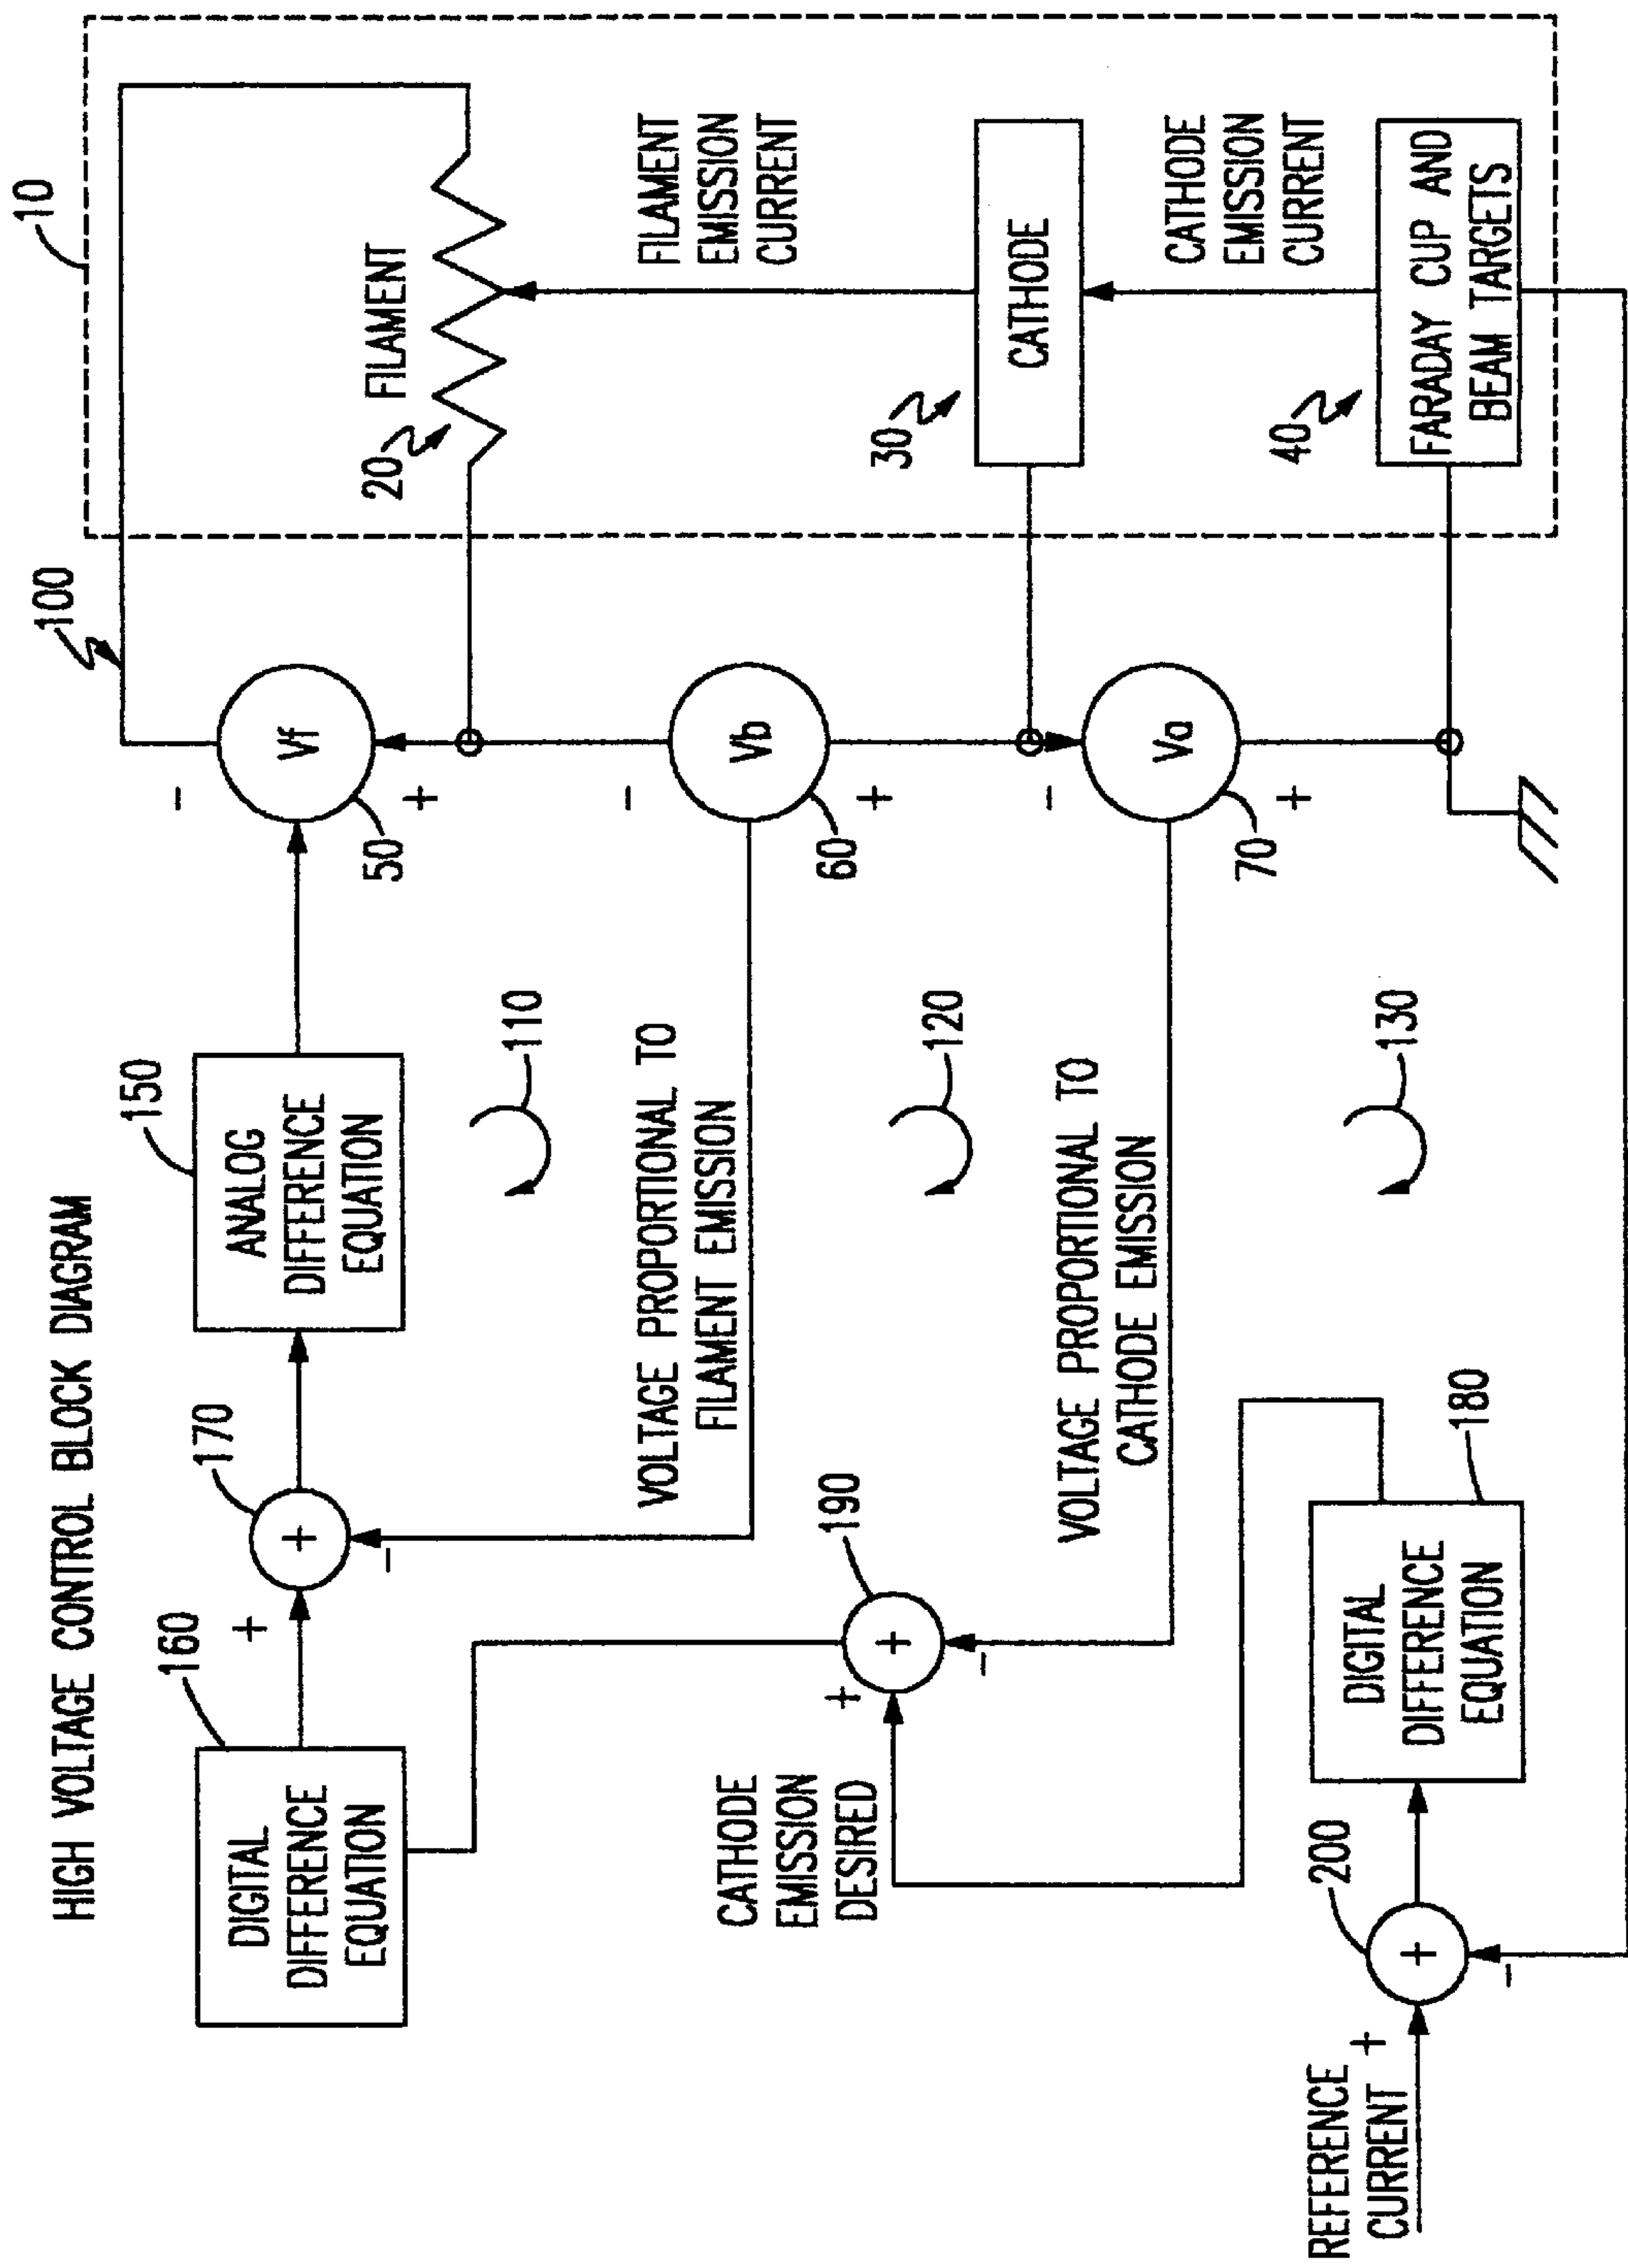 HIGH VOLTAGE CONTROL BLOCK DIAGRAM
10
100
160
DIGITAL
DIFFERENCE
EQUATION
+
170
+
-
150
ANALOG
DIFFERENCE
EQUATION
-
Vf
+
50
20
FILAMENT
110
VOLTAGE PROPORTIONAL TO
FILAMENT EMISSION
-
Vb
+
60
FILAMENT
EMISSION
CURRENT
CATHODE
EMISSION
DESIRED
+
190
+
-
120
VOLTAGE PROPORTIONAL TO
CATHODE EMISSION
-
Va
+
70
30
CATHODE
CATHODE
EMISSION
CURRENT
REFERENCE
CURRENT
+
200
+
-
DIGITAL
DIFFERENCE
EQUATION
180
130
40
FARADAY CUP AND
BEAM TARGETS